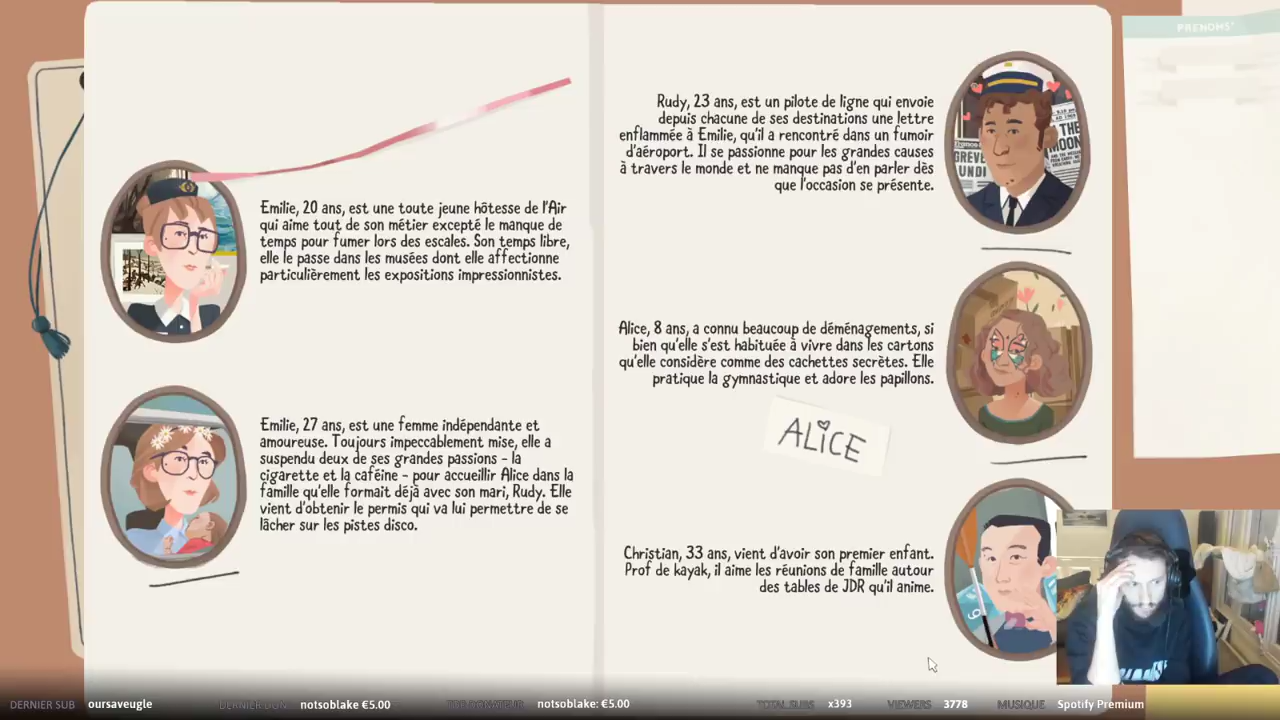 PRENOMS
Emilie, 20 ans, est une toute jeune hôtesse de l'Air
qui aime tout de son métier excepté le manque de
temps pour fumer lors des escales. Son temps libre,
elle le passe dans les musées dont elle affectionne
particulièrement les expositions impressionnistes.
Emilie, 27 ans, est une femme indépendante et
amoureuse. Toujours impeccablement mise, elle a
suspendu deux de ses grandes passions - la
cigarette et la caféine - pour accueillir Alice dans la
famille qu'elle formait déjà avec son mari, Rudy. Elle
vient d'obtenir le permis qui va lui permettre de se
lâcher sur les pistes disco.
Rudy, 23 ans, est un pilote de ligne qui envoie
depuis chacune de ses destinations une lettre
enflammée à Emilie, qu'il a rencontré dans un fumoir
d'aéroport. Il se passionne pour les grandes causes
à travers le monde et ne manque pas d'en parler dès
que l'occasion se présente.
GRÈVE
THE
MOON
Alice, 8 ans, a connu beaucoup de déménagements, si
bien qu'elle s'est habituée à vivre dans les cartons
qu'elle considère comme des cachettes secrètes. Elle
pratique la gymnastique et adore les papillons.
ALICE
Christian, 33 ans, vient d'avoir son premier enfant.
Prof de kayak, il aime les réunions de famille autour
des tables de JDR qu'il anime.
DERNIER SUB oursaveugle DERNIER DON notsoblake €5.00 notsoblake: €5.00 TOTAL SUBS x393 VIEWERS 3778 MUSIQUE Spotify Premium